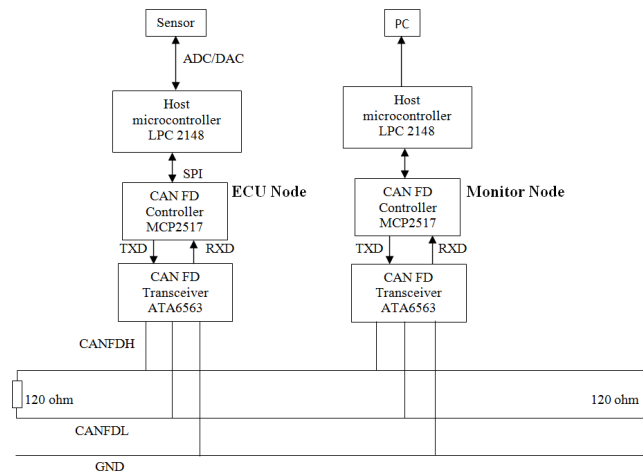 Sensor
PC
ADC/DAC
Host
microcontroller
LPC 2148
Host
microcontroller
LPC 2148
SPI
CAN FD
Controller
MCP2517
ECU Node
CAN FD
Controller
MCP2517
Monitor Node
TXD
RXD
TXD
RXD
CAN FD
Transceiver
ATA6563
CAN FD
Transceiver
ATA6563
CANFDH
120 ohm
120 ohm
CANFDL
GND